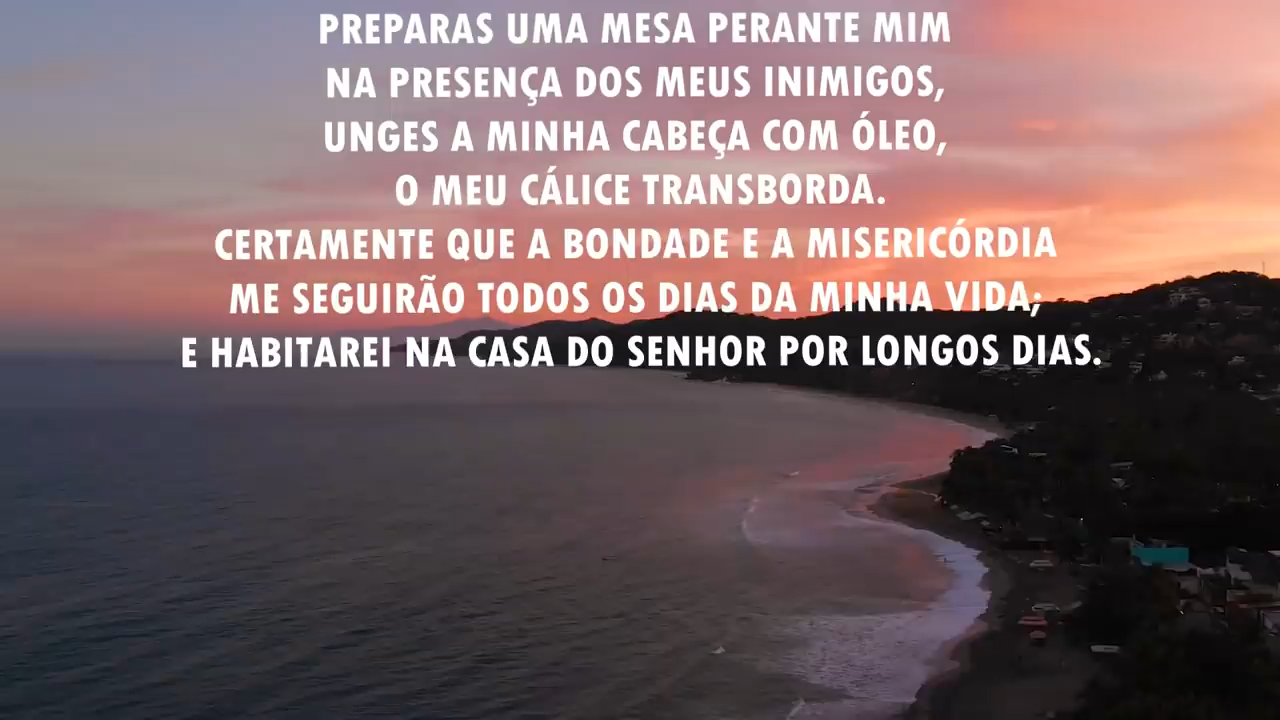 PREPARAS UMA MESA PERANTE MIM
NA PRESENÇA DOS MEUS INIMIGOS,
UNGES A MINHA CABEÇA COM ÓLEO,
O MEU CÁLICE TRANSBORDA.
CERTAMENTE QUE A BONDADE E A MISERICÓRDIA
ME SEGUIRÃO TODOS OS DIAS DA MINHA VIDA;
E HABITAREI NA CASA DO SENHOR POR LONGOS DIAS.